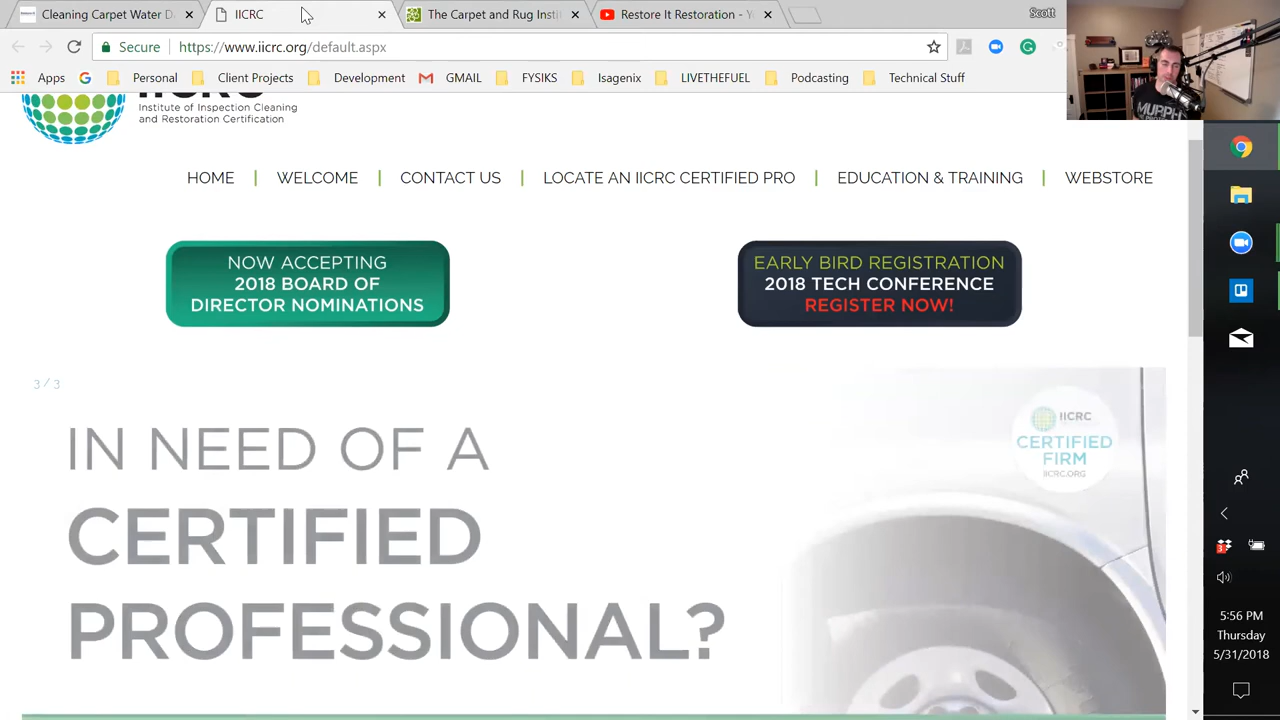 Cleaning Carpet Water D
IICRC
The Carpet and Rug Insti
Restore It Restoration - Y
Scott
Secure
https://www.iicrc.org/default.aspx
Apps
Personal
Client Projects
Development
GMAIL
FYSIKS
Isagenix
LIVETHEFUEL
Podcasting
Technical Stuff
MURPH
Institute of Inspection Cleaning
and Restoration Certification
HOME
WELCOME
CONTACT US
LOCATE AN IICRC CERTIFIED PRO
EDUCATION & TRAINING
WEBSTORE
NOW ACCEPTING
2018 BOARD OF
DIRECTOR NOMINATIONS
EARLY BIRD REGISTRATION
2018 TECH CONFERENCE
REGISTER NOW!
3 / 3
IN NEED OF A
CERTIFIED
PROFESSIONAL?
IICRC
CERTIFIED
FIRM
IICRC.ORG
3
5:56 PM
Thursday
5/31/2018